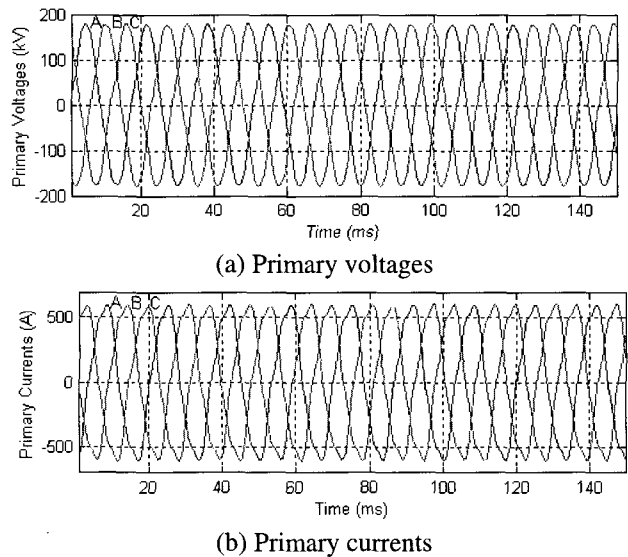 200
100
0
-100
-200
Primary Voltages (kV)
A B C
20 40 60 80 100 120 140
Time (ms)
(a) Primary voltages
500
0
-500
Primary Currents (A)
A B C
20 40 60 80 100 120 140
Time (ms)
(b) Primary currents